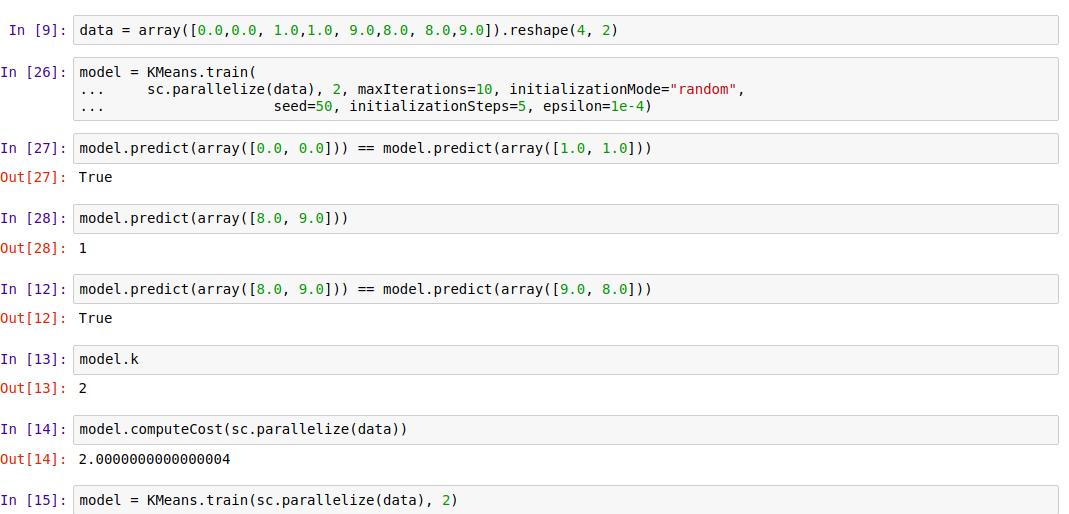 In [9]: data = array([0.0,0.0, 1.0,1.0, 9.0,8.0, 8.0,9.0]).reshape(4, 2)
In [26]: model = KMeans.train(
...     sc.parallelize(data), 2, maxIterations=10, initializationMode="random",
...                    seed=50, initializationSteps=5, epsilon=1e-4)
In [27]: model.predict(array([0.0, 0.0])) == model.predict(array([1.0, 1.0]))
Out[27]: True
In [28]: model.predict(array([8.0, 9.0]))
Out[28]: 1
In [12]: model.predict(array([8.0, 9.0])) == model.predict(array([9.0, 8.0]))
Out[12]: True
In [13]: model.k
Out[13]: 2
In [14]: model.computeCost(sc.parallelize(data))
Out[14]: 2.0000000000000004
In [15]: model = KMeans.train(sc.parallelize(data), 2)